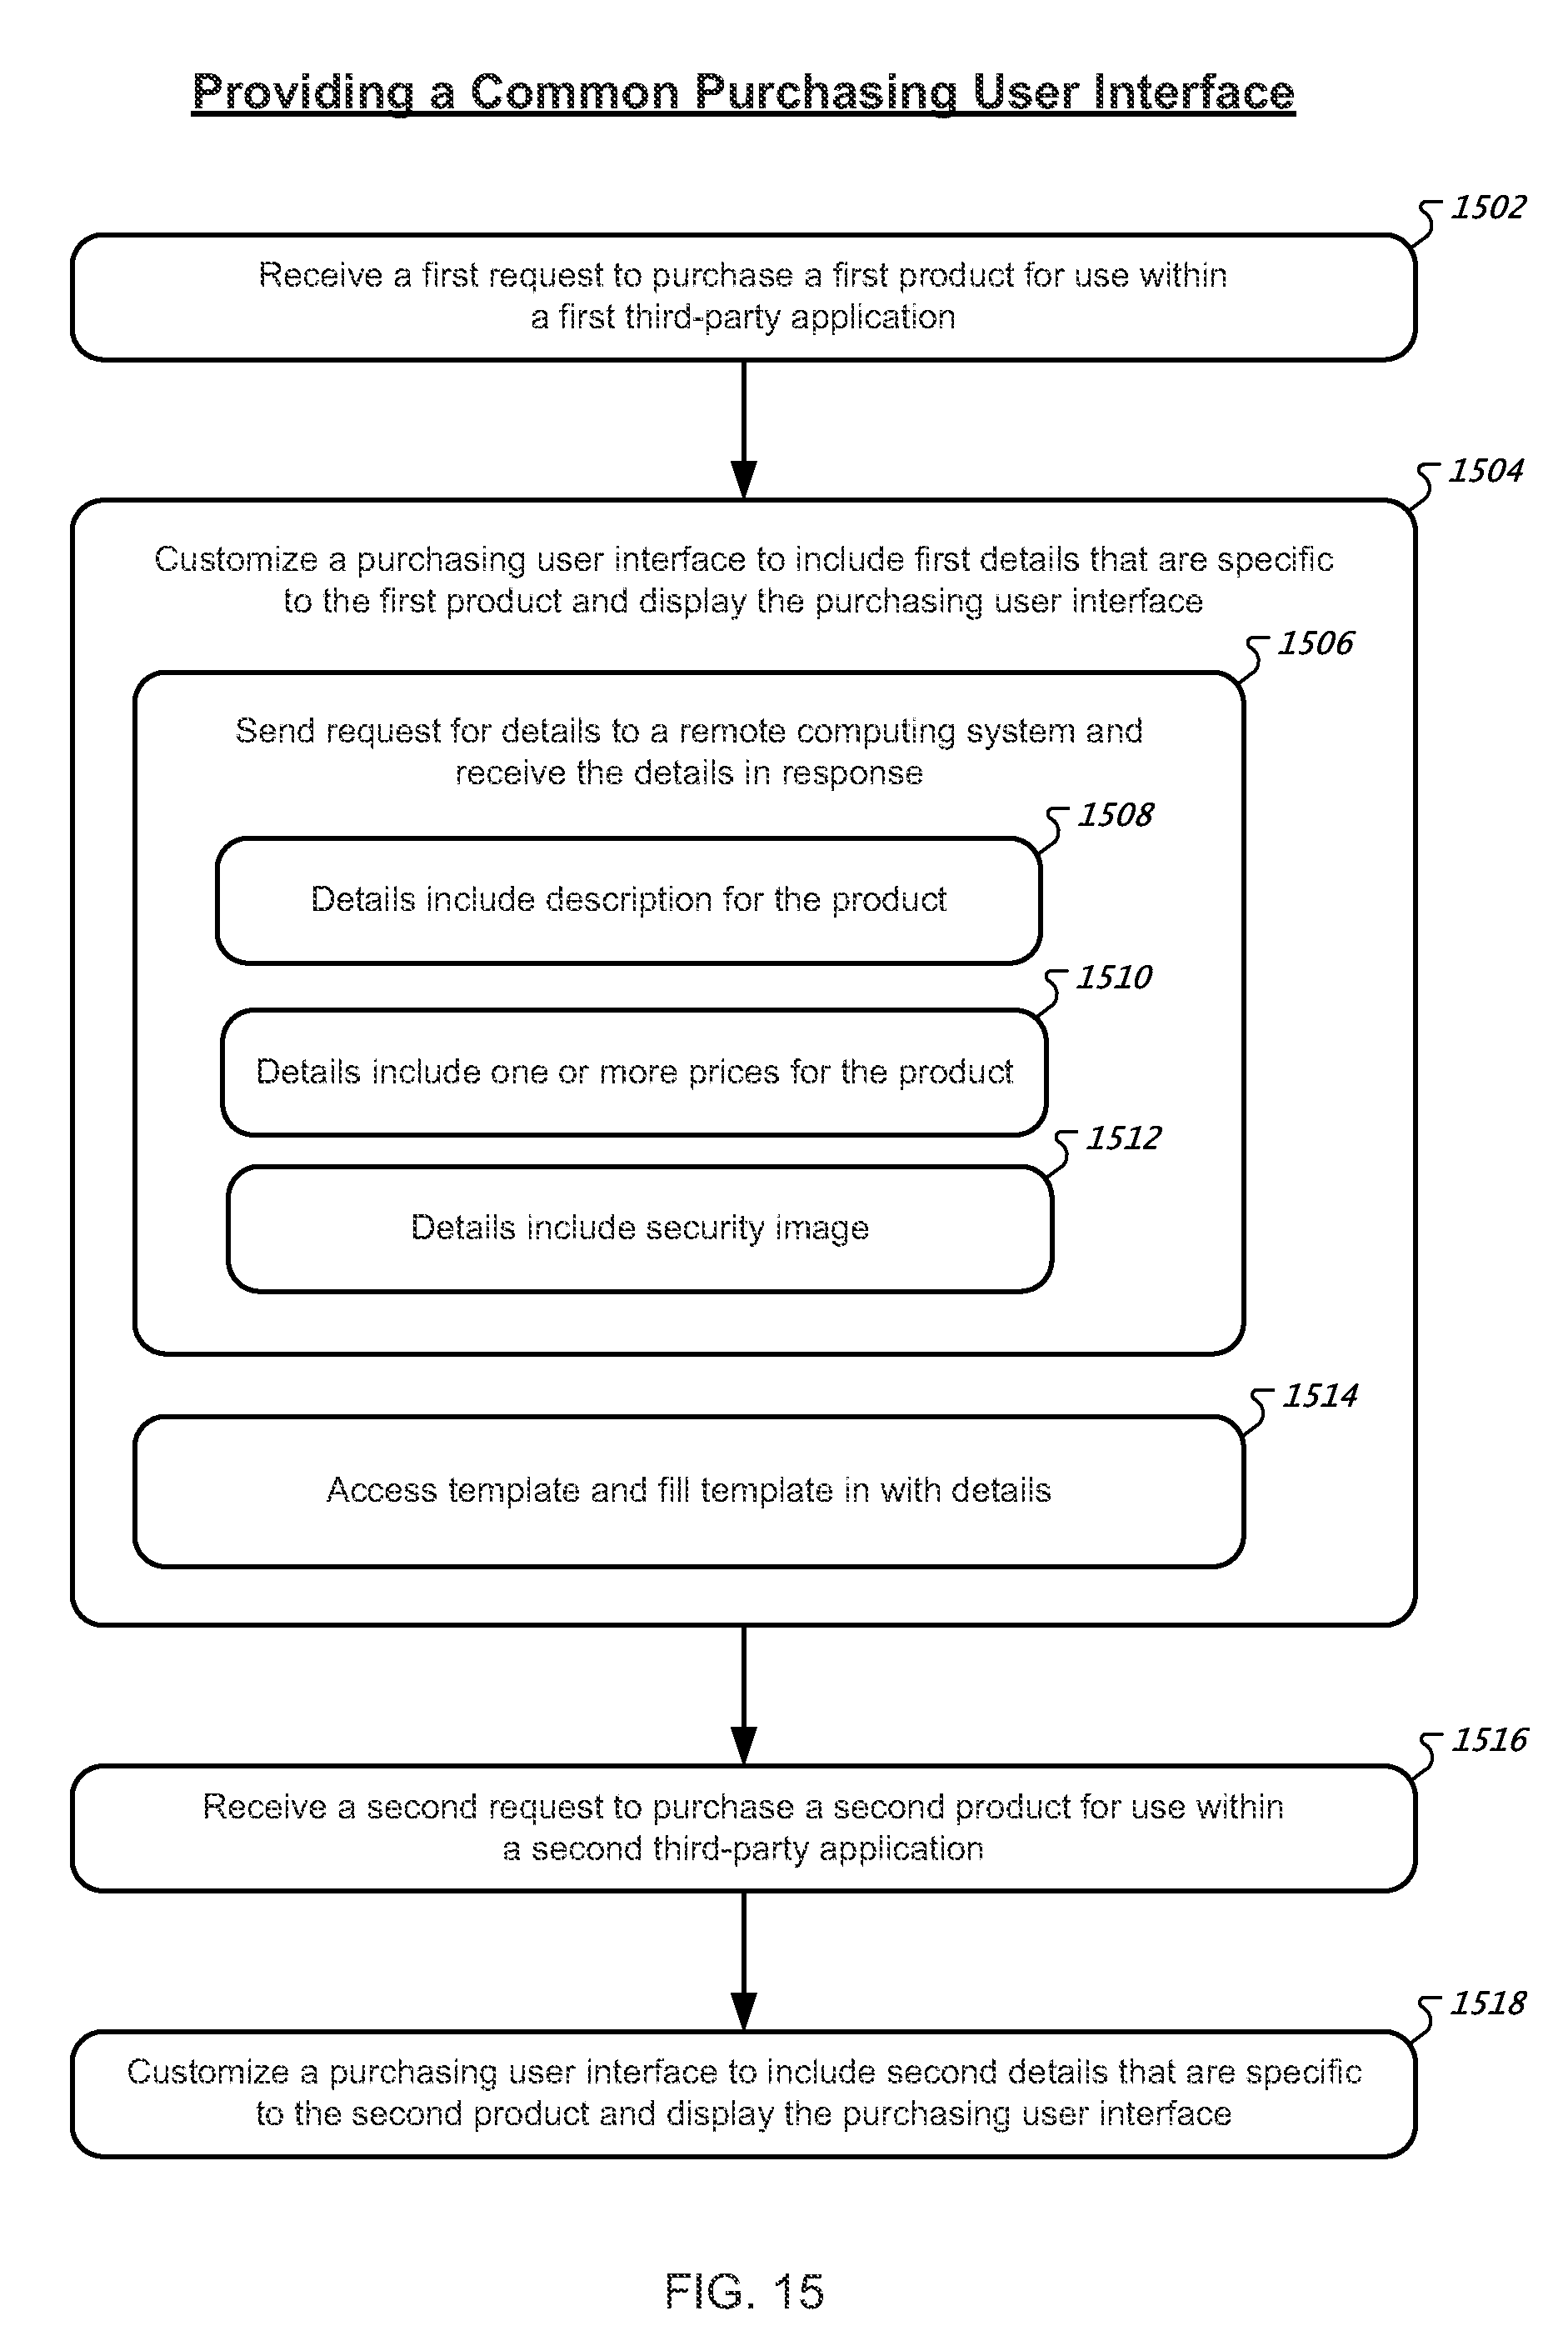 Providing a Common Purchasing User Interface
1502
Receive a first request to purchase a first product for use within
a first third-party application
1504
Customize a purchasing user interface to include first details that are specific
to the first product and display the purchasing user interface
1506
Send request for details to a remote computing system and
receive the details in response
1508
Details include description for the product
1510
Details include one or more prices for the product
1512
Details include security image
1514
Access template and fill template in with details
1516
Receive a second request to purchase a second product for use within
a second third-party application
1518
Customize a purchasing user interface to include second details that are specific
to the second product and display the purchasing user interface
FIG. 15